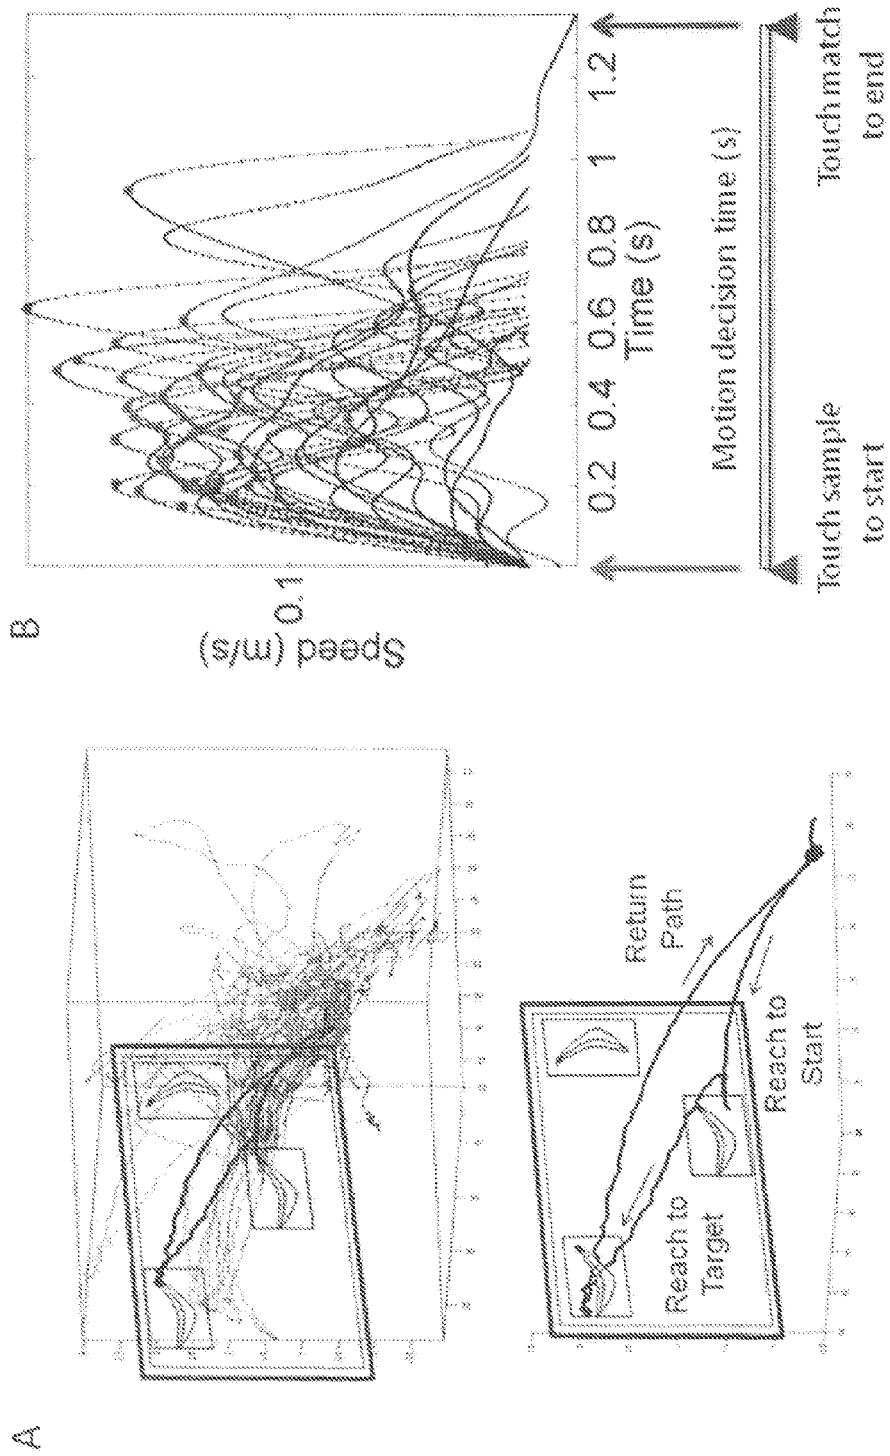 A
Reach to
Target
Reach to
Start
Return
Path
B
Speed (m/s)
0.1
0.2 0.4 0.6 0.8 1 1.2
Time (s)
Motion decision time (s)
Touch sample
to start
Touch match
to end